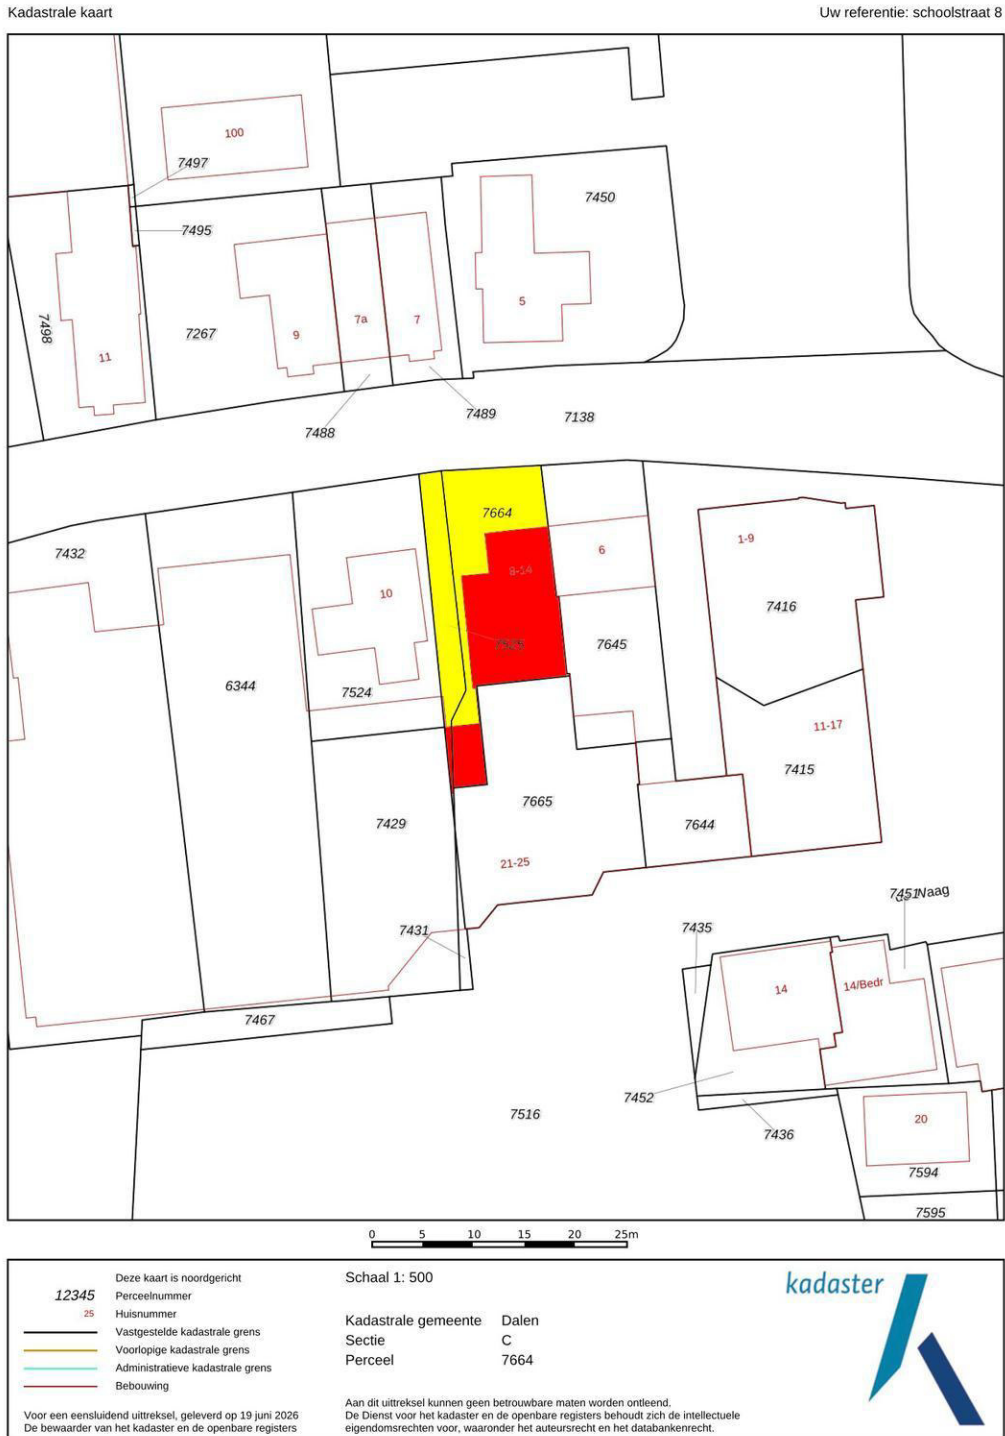 Kadastrale kaart
Uw referentie: schoolstraat 8
100
7497
7495
7450
7498
11
7267
9
7a
7
5
7488
7489
7138
7432
7664
8-14
6
1-9
10
7416
7645
6344
7524
11-17
7415
7429
7665
7644
21-25
7431
7435
7451
Naag
14
14/Bedr
7467
7452
7516
7436
20
7594
7595
0 5 10 15 20 25m
Deze kaart is noordgericht
12345 Perceelnummer
25 Huisnummer
Vastgestelde kadastrale grens
Voorlopige kadastrale grens
Administratieve kadastrale grens
Bebouwing
Voor een eensluidend uittreksel, geleverd op 19 juni 2026
De bewaarder van het kadaster en de openbare registers
Schaal 1: 500
Kadastrale gemeente Dalen
Sectie C
Perceel 7664
Aan dit uittreksel kunnen geen betrouwbare maten worden ontleend.
De Dienst voor het kadaster en de openbare registers behoudt zich de intellectuele
eigendomsrechten voor, waaronder het auteursrecht en het databankenrecht.
kadaster